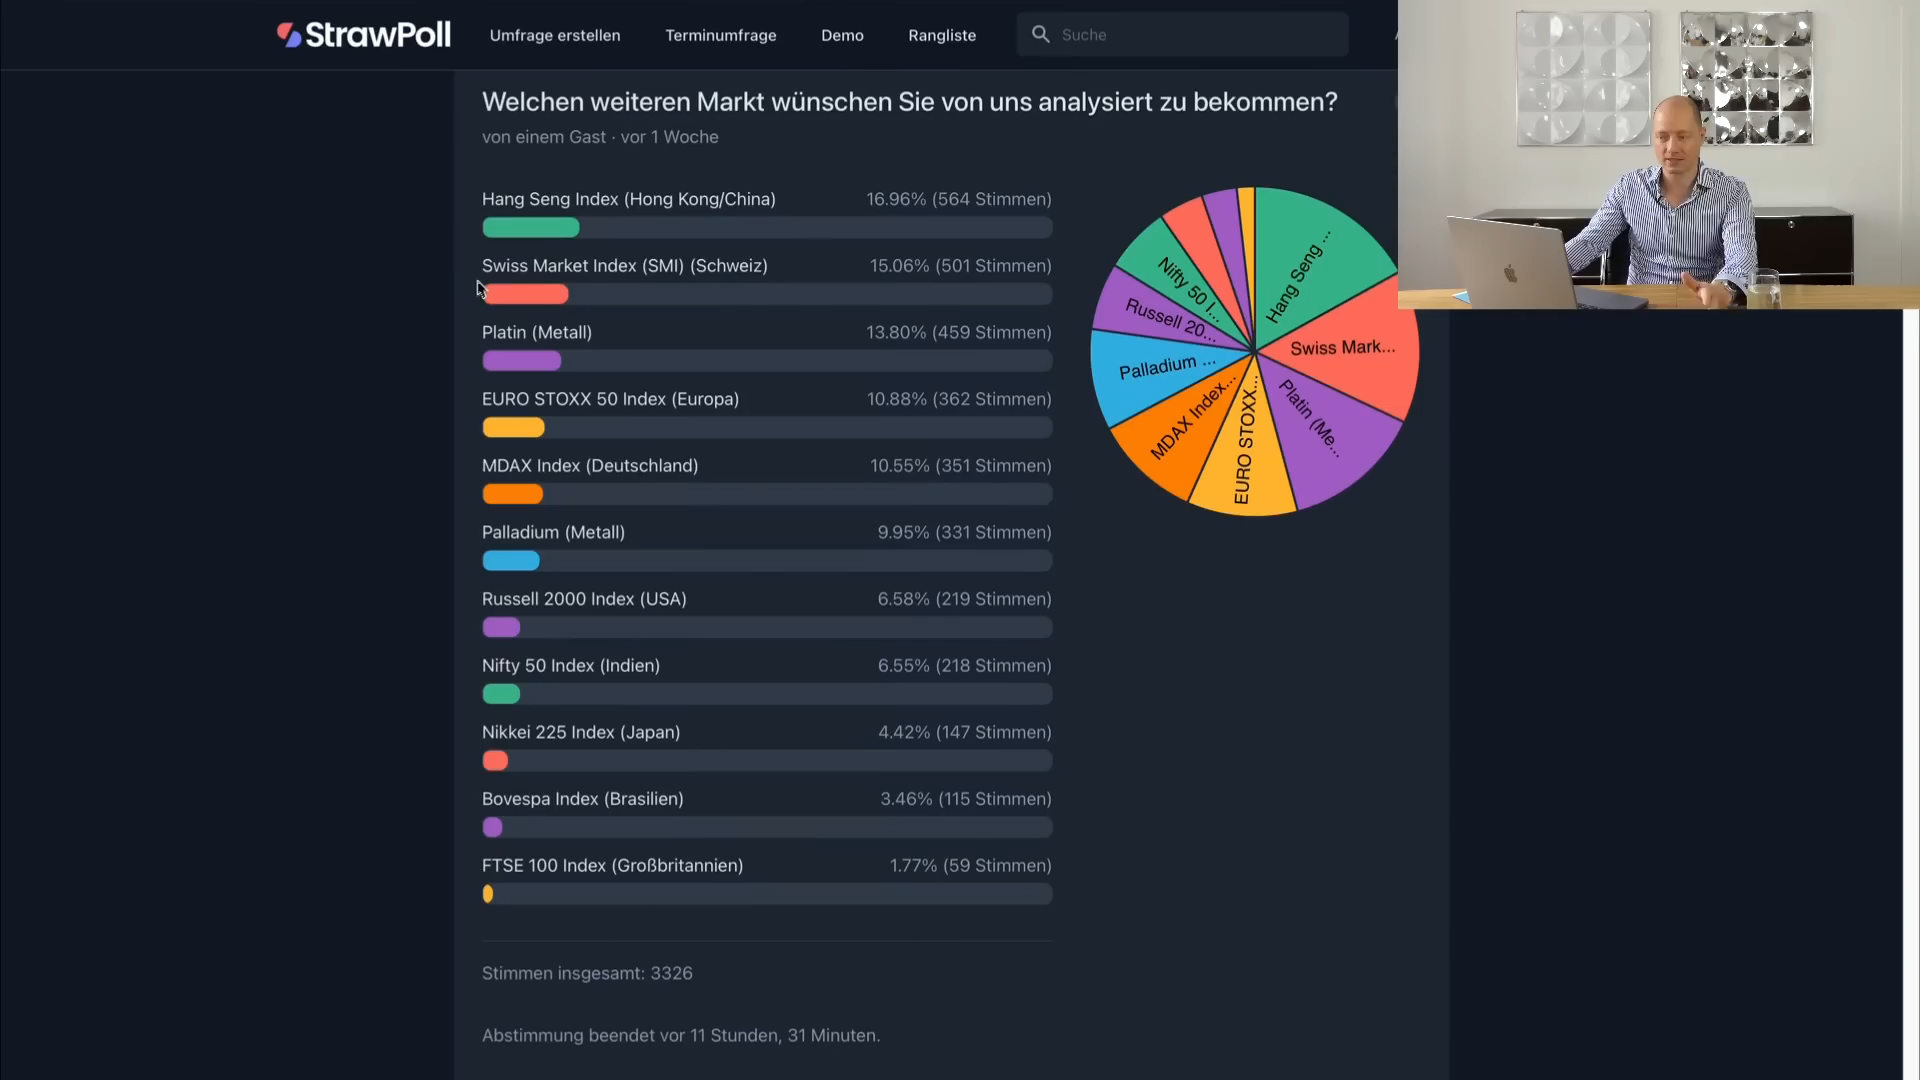 StrawPoll
Umfrage erstellen
Terminumfrage
Demo
Rangliste
Suche
Welchen weiteren Markt wünschen Sie von uns analysiert zu bekommen?
von einem Gast · vor 1 Woche
Hang Seng Index (Hong Kong/China) 16.96% (564 Stimmen)
Swiss Market Index (SMI) (Schweiz) 15.06% (501 Stimmen)
Platin (Metall) 13.80% (459 Stimmen)
EURO STOXX 50 Index (Europa) 10.88% (362 Stimmen)
MDAX Index (Deutschland) 10.55% (351 Stimmen)
Palladium (Metall) 9.95% (331 Stimmen)
Russell 2000 Index (USA) 6.58% (219 Stimmen)
Nifty 50 Index (Indien) 6.55% (218 Stimmen)
Nikkei 225 Index (Japan) 4.42% (147 Stimmen)
Bovespa Index (Brasilien) 3.46% (115 Stimmen)
FTSE 100 Index (Großbritannien) 1.77% (59 Stimmen)
Stimmen insgesamt: 3326
Abstimmung beendet vor 11 Stunden, 31 Minuten.
Hang Seng ...
Swiss Mark...
Platin (Me...
EURO STOXX...
MDAX Index...
Palladium ...
Russell 20...
Nifty 50 I...